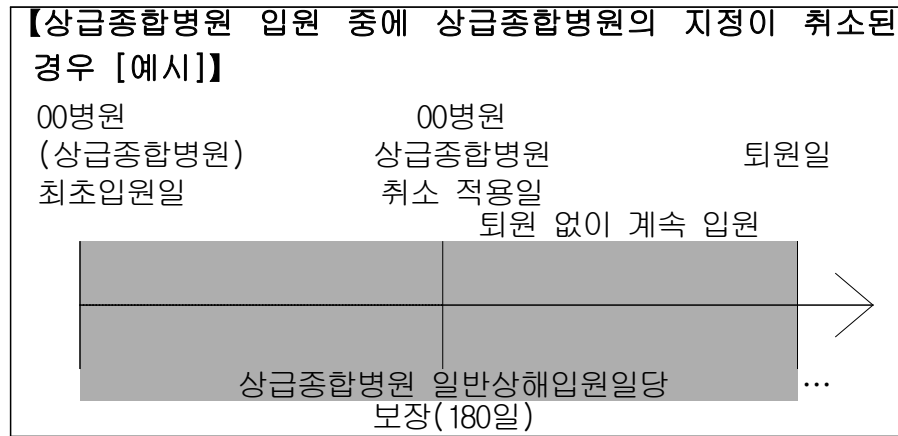 【상급종합병원 입원 중에 상급종합병원의 지정이 취소된
경우 [예시]】
00병원 00병원
(상급종합병원) 상급종합병원 퇴원일
최초입원일 취소 적용일
퇴원 없이 계속 입원
상급종합병원 일반상해입원일당 …
보장(180일)